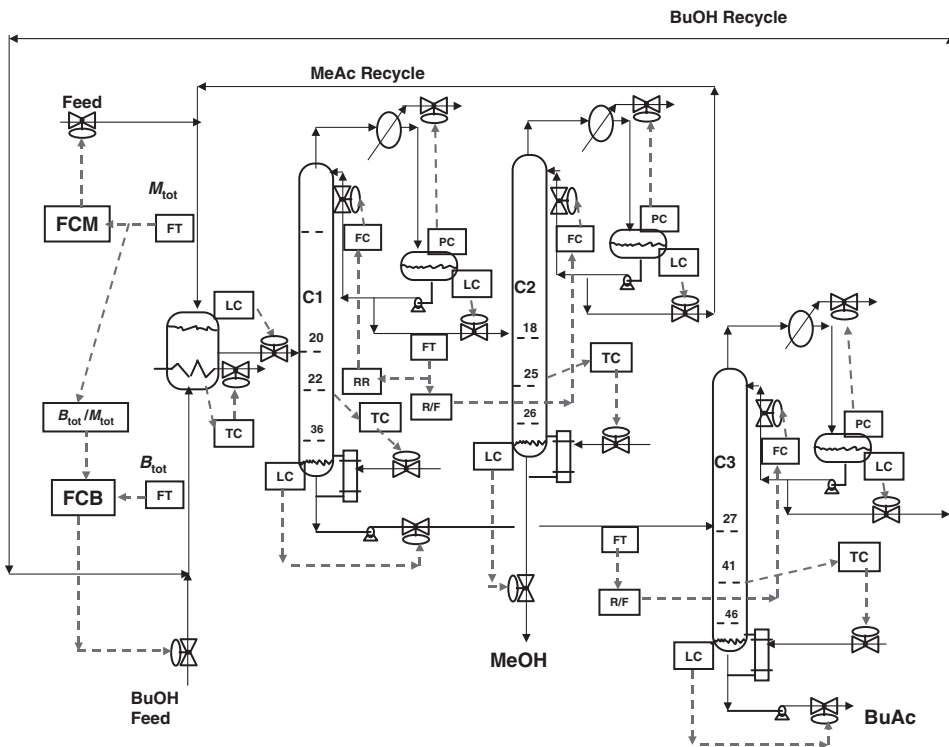 BuOH Recycle
MeAc Recycle
Feed
M_tot
FCM
FT
LC
TC
B_tot/M_tot
B_tot
FCB
FT
BuOH
Feed
C1
20
22
36
FC
PC
LC
FT
RR
R/F
TC
LC
C2
18
25
26
FC
PC
LC
TC
LC
MeOH
FT
R/F
C3
27
41
46
FC
PC
LC
TC
LC
BuAc